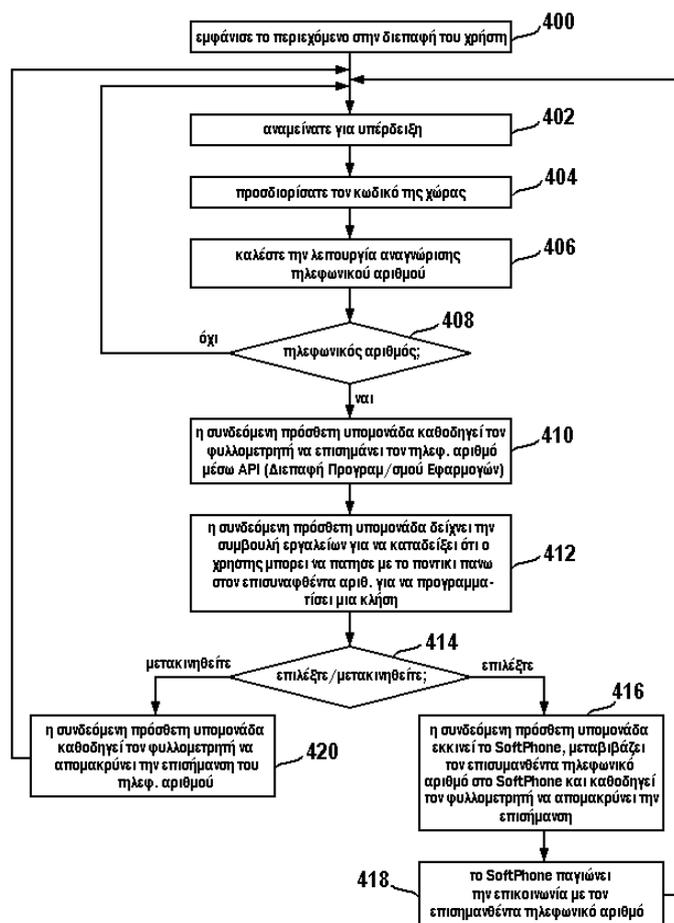 εμφάνισε το περιεχόμενο στην διεπαφή του χρήστη
400
αναμείνατε για υπέρδειξη
402
προσδιορίσατε τον κωδικό της χώρας
404
καλέστε την λειτουργία αναγνώρισης
τηλεφωνικού αριθμού
406
408
όχι
τηλεφωνικός αριθμός;
ναι
η συνδεόμενη πρόσθετη υπομονάδα καθοδηγεί τον
φυλλομετρητή να επισημάνει τον τηλεφ. αριθμό
μέσω API (Διεπαφή Προγραμ/σμού Εφαρμογών)
410
η συνδεόμενη πρόσθετη υπομονάδα δείχνει την
συμβουλή εργαλείων για να καταδείξει ότι ο
χρήστης μπορει να πατησε με το ποντικι πανω
στον επισυναφθέντα αριθ. για να προγραμμα-
τίσει μια κλήση
412
414
μετακινηθείτε
επιλέξτε/μετακινηθείτε;
επιλέξτε
416
η συνδεόμενη πρόσθετη υπομονάδα
καθοδηγεί τον φυλλομετρητή να
απομακρύνει την επισήμανση του
τηλεφ. αριθμού
420
η συνδεόμενη πρόσθετη υπομονάδα
εκκινεί το SoftPhone, μεταβιβάζει
τον επισυμανθέντα τηλεφωνικό
αριθμό στο SoftPhone και καθοδηγεί
τον φυλλομετρητή να απομακρύνει την
επισήμανση
418
το SoftPhone παγιώνει
την επικοινωνία με τον
επισημανθέντα τηλεφωνικό αριθμό